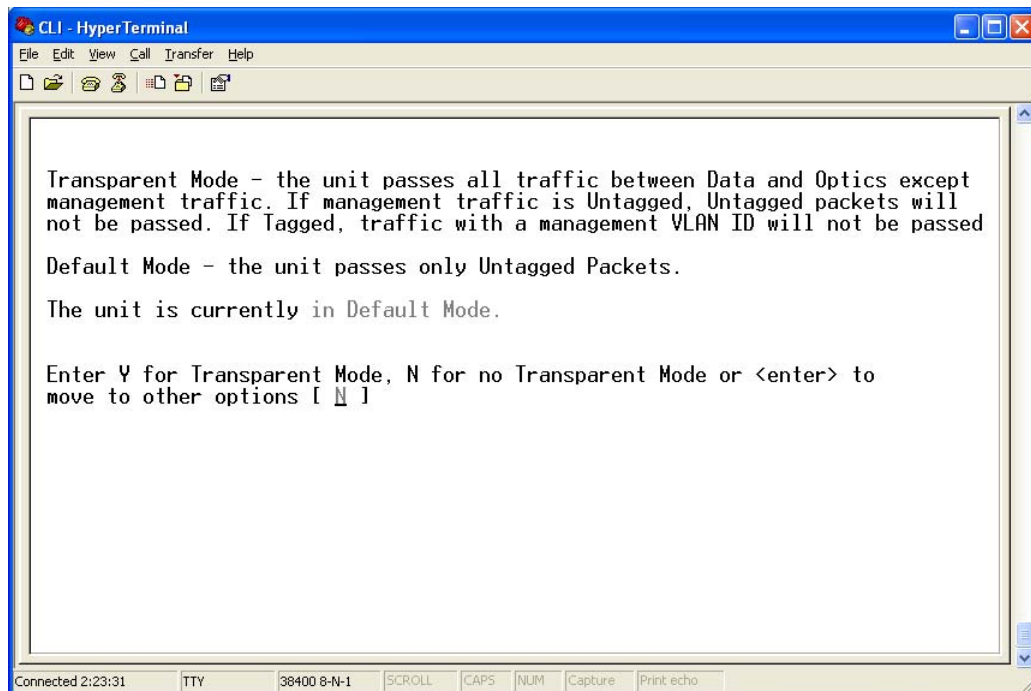 CLI - HyperTerminal
File Edit View Call Transfer Help
Transparent Mode - the unit passes all traffic between Data and Optics except
management traffic. If management traffic is Untagged, Untagged packets will
not be passed. If Tagged, traffic with a management VLAN ID will not be passed
Default Mode - the unit passes only Untagged Packets.
The unit is currently in Default Mode.
Enter Y for Transparent Mode, N for no Transparent Mode or <enter> to
move to other options [ N ]
Connected 2:23:31 TTY 38400 8-N-1 SCROLL CAPS NUM Capture Print echo